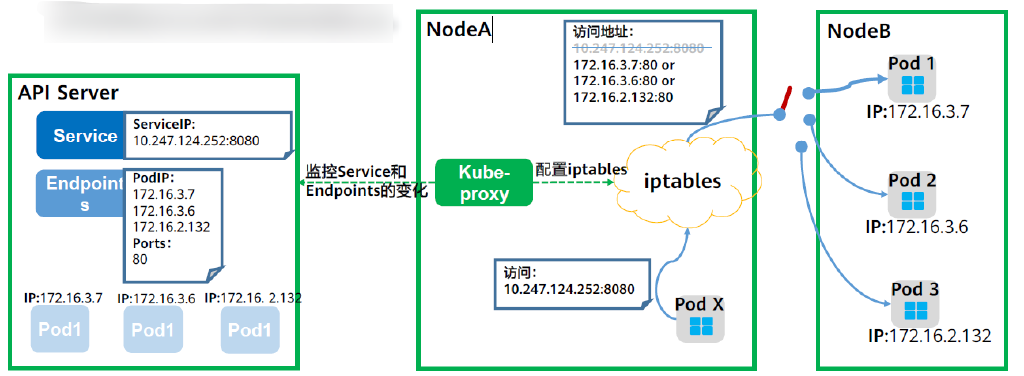 API Server
Service
ServiceIP:
10.247.124.252:8080
Endpoint
s
PodIP:
172.16.3.7
172.16.3.6
172.16.2.132
Ports:
80
IP:172.16.3.7
IP:172.16.3.6
IP:172.16. 2.132
Pod1
Pod1
Pod1
监控Service和
Endpoints的变化
NodeA
Kube-
proxy
配置iptables
访问地址：
10.247.124.252:8080
172.16.3.7:80 or
172.16.3.6:80 or
172.16.2.132:80
iptables
访问：
10.247.124.252:8080
Pod X
NodeB
Pod 1
IP:172.16.3.7
Pod 2
IP:172.16.3.6
Pod 3
IP:172.16.2.132